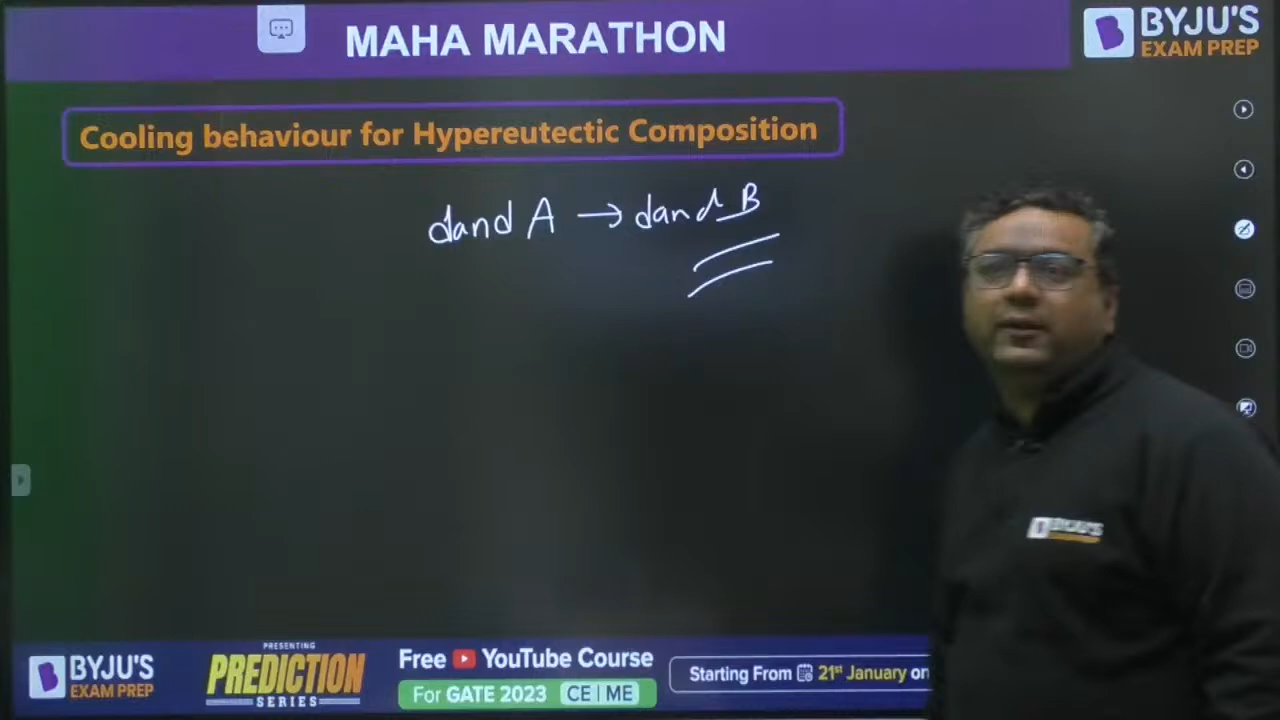 MAHA MARATHON
BYJU'S
EXAM PREP
Cooling behaviour for Hypereutectic Composition
dand A → dand B
BYJU'S
BYJU'S
EXAM PREP
PRESENTING
PREDICTION
SERIES
Free YouTube Course
For GATE 2023 CE | ME
Starting From 21st January on